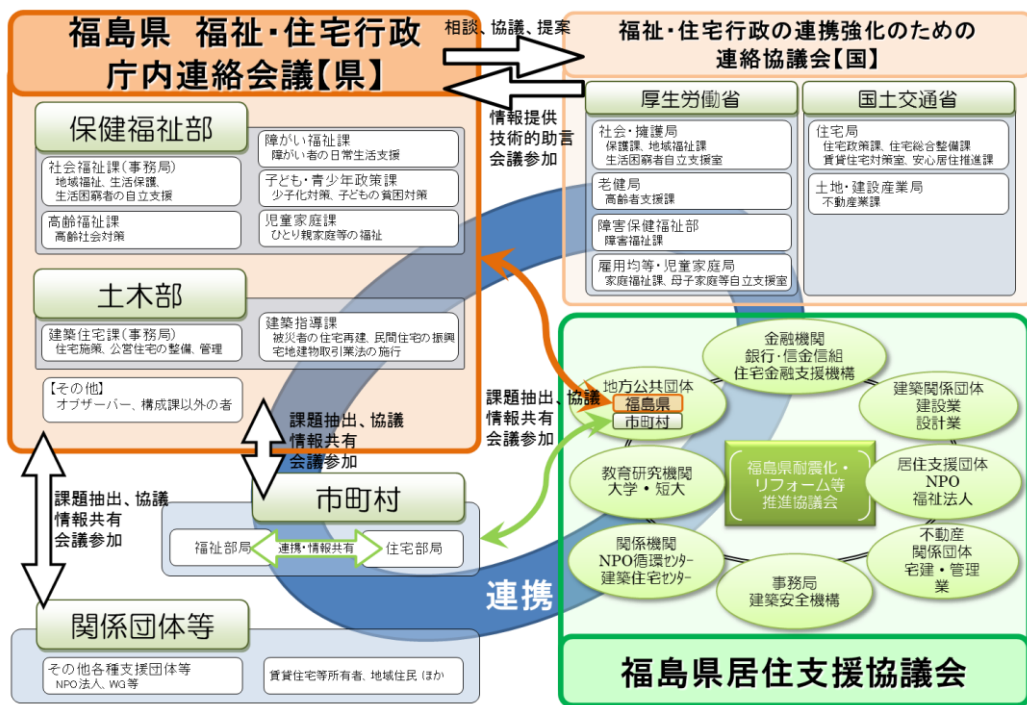 福島県 福祉・住宅行政
庁内連絡会議【県】
相談、協議、提案
情報提供
技術的助言
会議参加
福祉・住宅行政の連携強化のための
連絡協議会【国】
保健福祉部
社会福祉課(事務局)
地域福祉、生活保護、
生活困窮者の自立支援
高齢福祉課
高齢社会対策
障がい福祉課
障がい者の日常生活支援
子ども・青少年政策課
少子化対策、子どもの貧困対策
児童家庭課
ひとり親家庭等の福祉
土木部
建築住宅課(事務局)
住宅施策、公営住宅の整備、管理
建築指導課
被災者の住宅再建、民間住宅の振興
宅地建物取引業法の施行
【その他】
オブザーバー、構成課以外の者
厚生労働省
社会・擁護局
保護課、地域福祉課
生活困窮者自立支援室
老健局
高齢者支援課
障害保健福祉部
障害福祉課
雇用均等・児童家庭局
家庭福祉課、母子家庭等自立支援室
国土交通省
住宅局
住宅政策課、住宅総合整備課
賃貸住宅対策室、安心居住推進課
土地・建設産業局
不動産業課
課題抽出、協議
情報共有
会議参加
課題抽出、協議
情報共有
会議参加
課題抽出、協議
情報共有
会議参加
市町村
福祉部局
連携・情報共有
住宅部局
関係団体等
その他各種支援団体等
NPO法人、WG等
賃貸住宅等所有者、地域住民 ほか
連携
金融機関
銀行・信金信組
住宅金融支援機構
地方公共団体
福島県
市町村
建築関係団体
建設業
設計業
教育研究機関
大学・短大
福島県耐震化・
リフォーム等
推進協議会
居住支援団体
NPO
福祉法人
関係機関
NPO循環センター
建築住宅センター
事務局
建築安全機構
不動産
関係団体
宅建・管理
業
福島県居住支援協議会